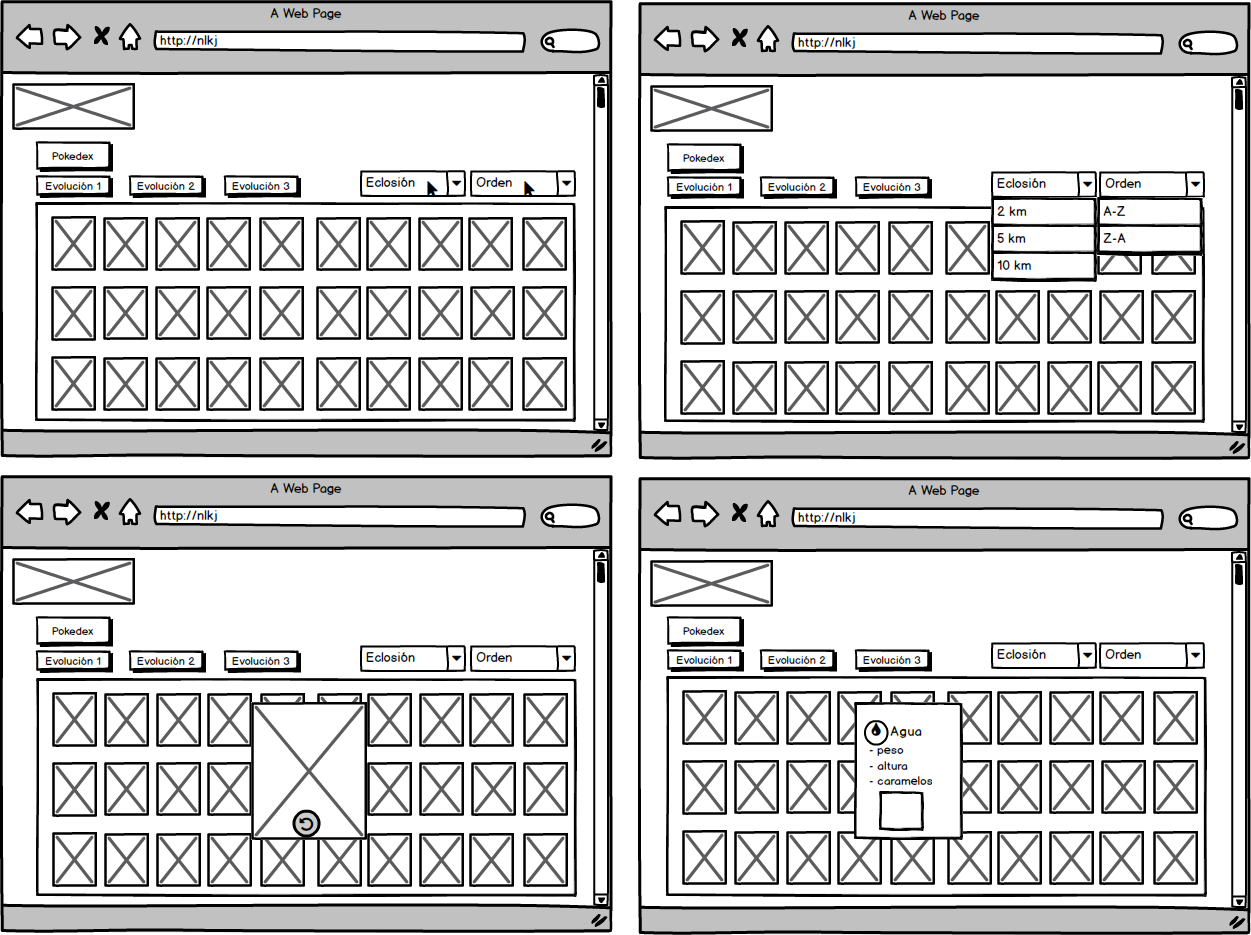 A Web Page
http://nlkj
Pokedex
Evolución 1 Evolución 2 Evolución 3 Eclosión Orden
A Web Page
http://nlkj
Pokedex
Evolución 1 Evolución 2 Evolución 3 Eclosión Orden
2 km A-Z
5 km Z-A
10 km
A Web Page
http://nlkj
Pokedex
Evolución 1 Evolución 2 Evolución 3 Eclosión Orden
A Web Page
http://nlkj
Pokedex
Evolución 1 Evolución 2 Evolución 3 Eclosión Orden
Agua
- peso
- altura
- caramelos